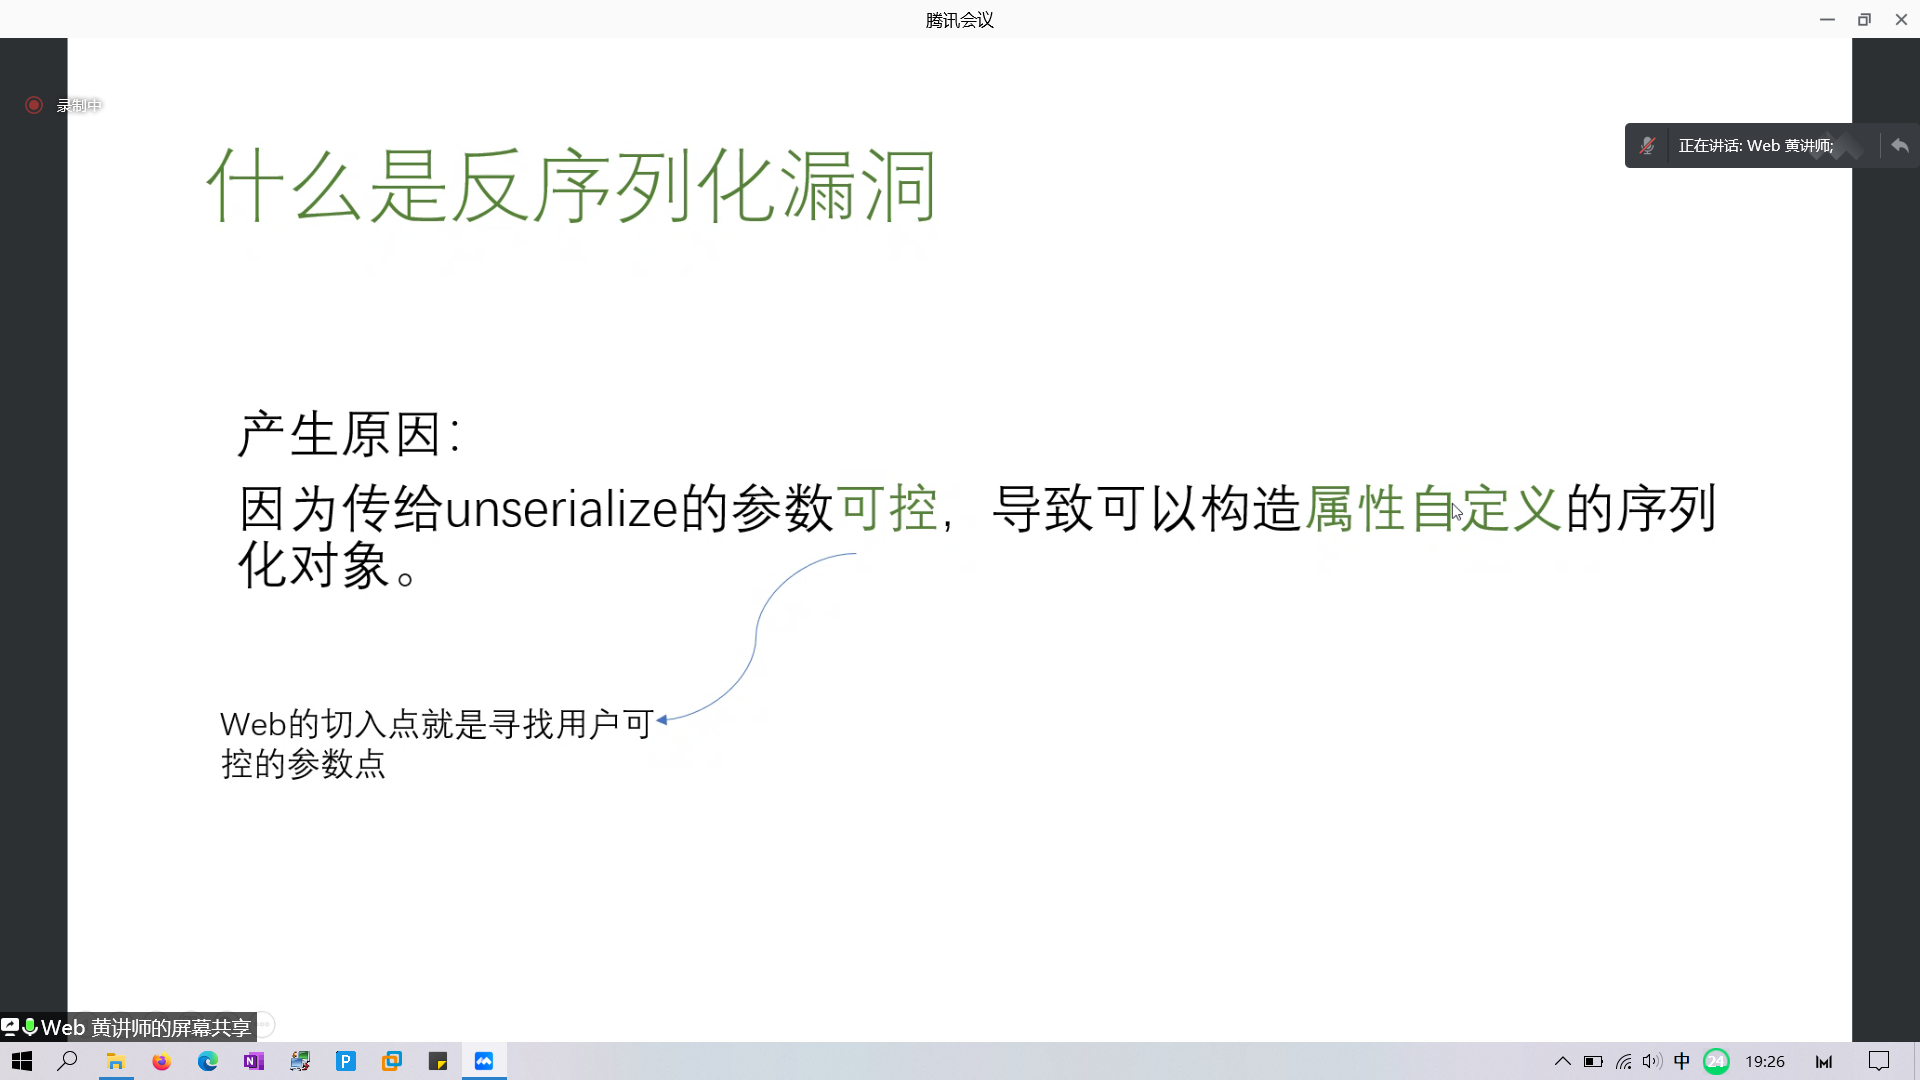 腾讯会议
录制中
正在讲话: Web 黄讲师;
什么是反序列化漏洞
产生原因：
因为传给unserialize的参数可控，导致可以构造属性自定义的序列
化对象。
Web的切入点就是寻找用户可
控的参数点
Web 黄讲师的屏幕共享
N
P
中
24
19:26